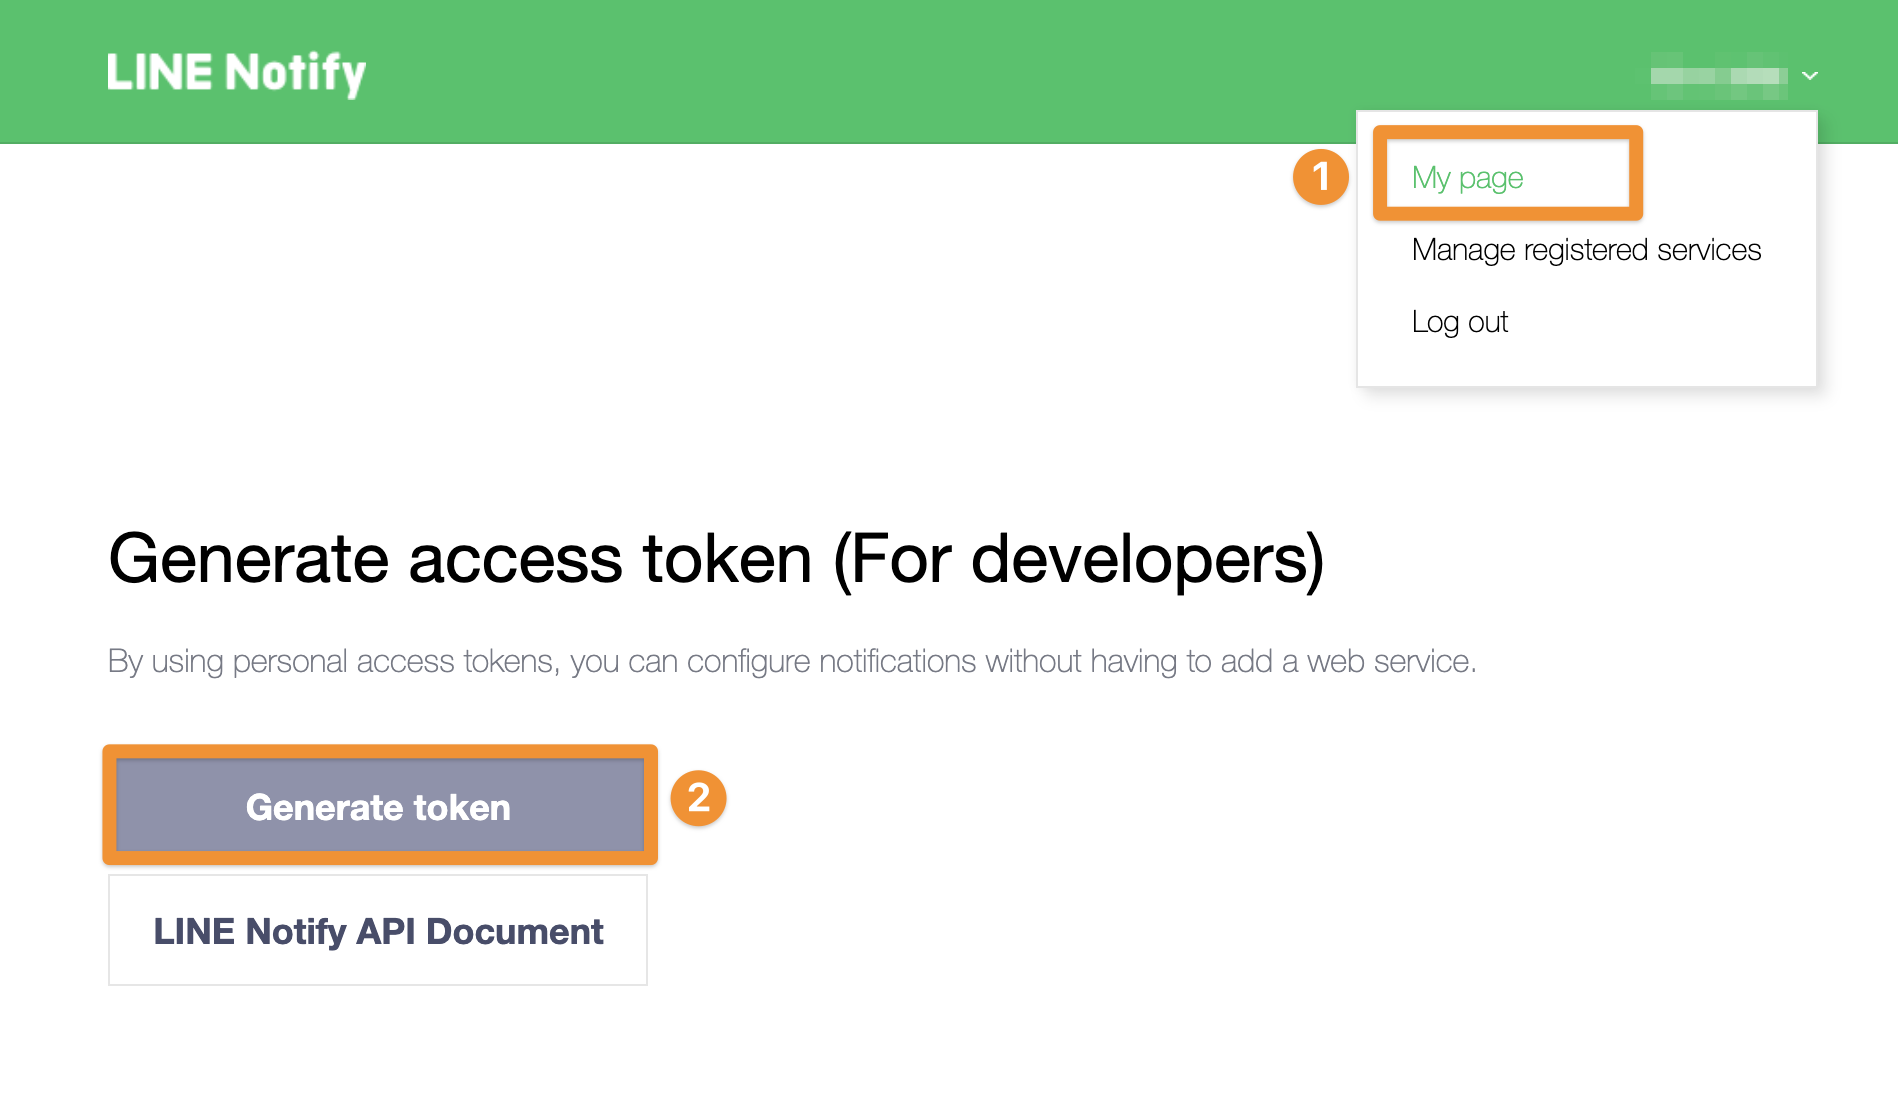 LINE Notify
1
My page
Manage registered services
Log out
Generate access token (For developers)
By using personal access tokens, you can configure notifications without having to add a web service.
Generate token
2
LINE Notify API Document